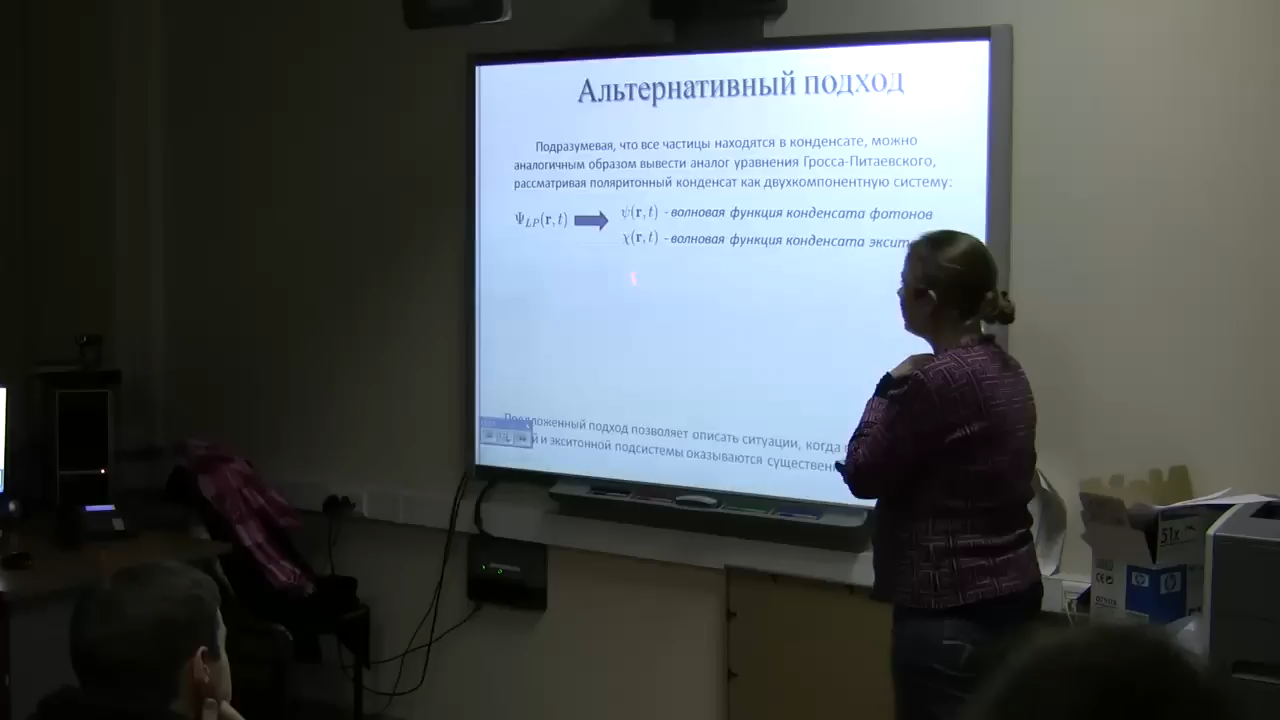 Альтернативный подход
Подразумевая, что все частицы находятся в конденсате, можно
аналогичным образом вывести аналог уравнения Гросса-Питаевского,
рассматривая поляритонный конденсат как двухкомпонентную систему:
Ψ_LP(r, t) ψ(r, t) - волновая функция конденсата фотонов
χ(r, t) - волновая функция конденсата
подход позволяет описать ситуации, когда
и экситонной подсистемы оказываются
51x
hp